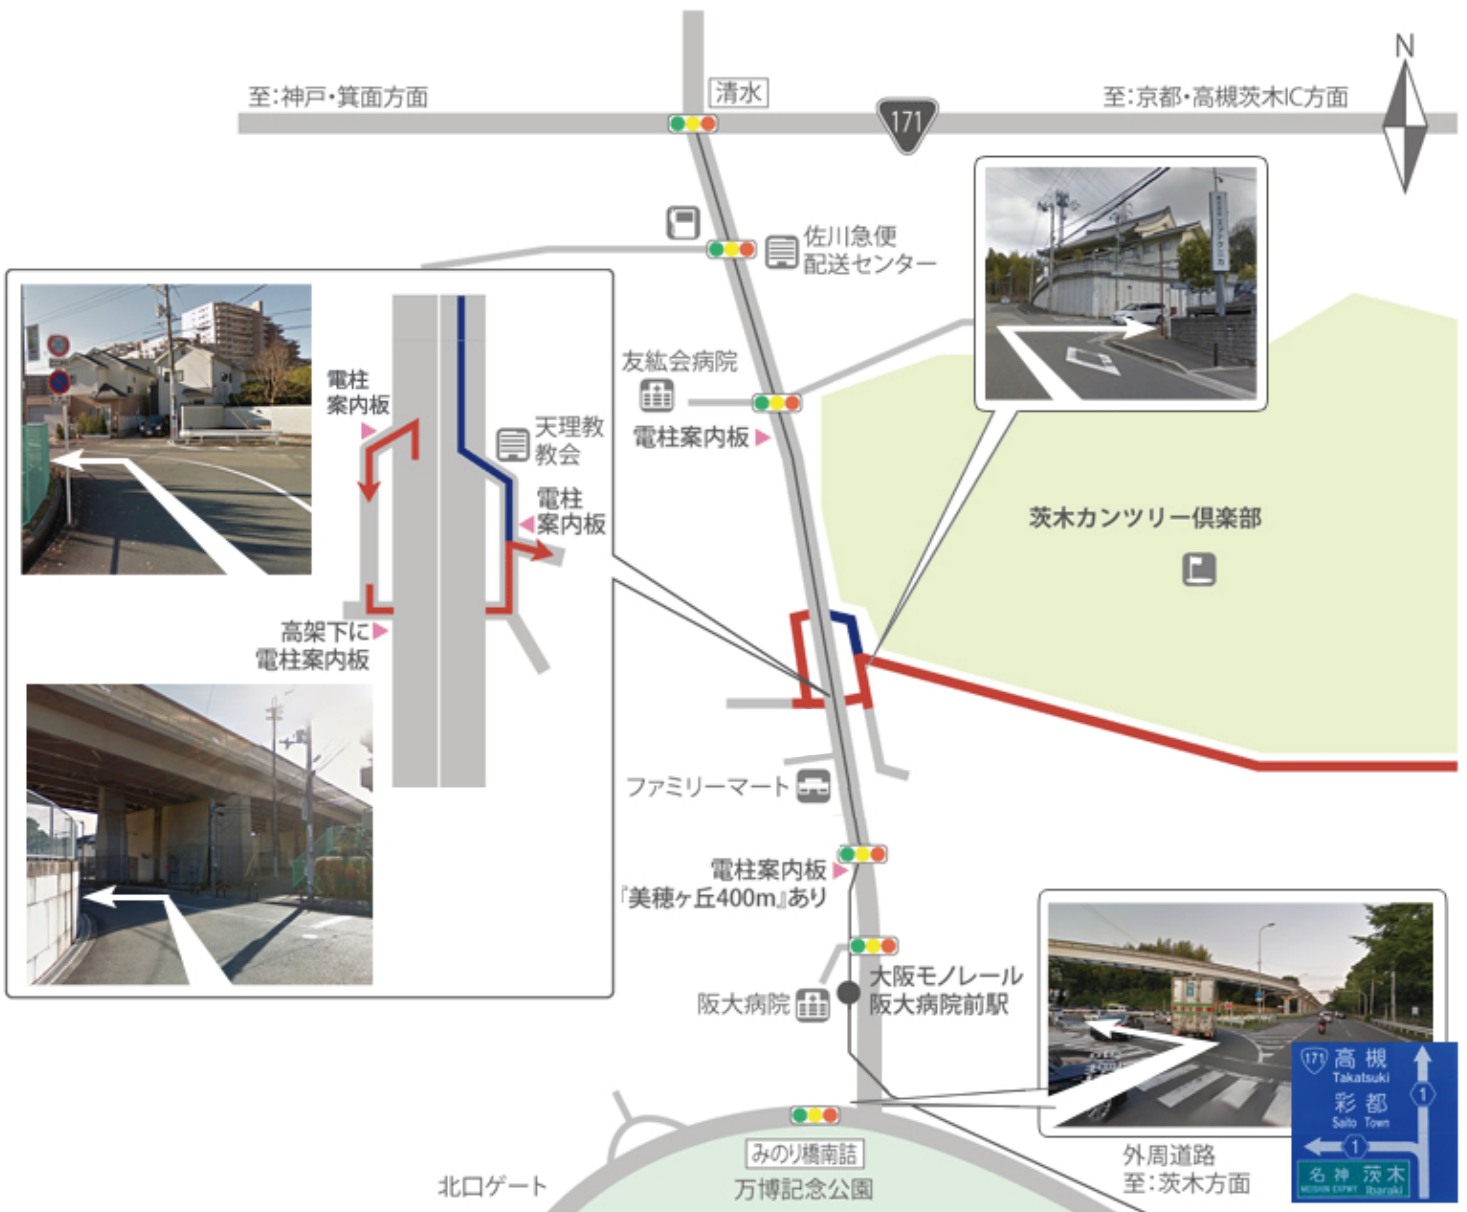 N
至:神戸・箕面方面
清水
171
至:京都・高槻茨木IC方面
佐川急便
配送センター
友紘会病院
電柱案内板
電柱
案内板
天理教
教会
電柱
案内板
高架下に
電柱案内板
茨木カンツリー倶楽部
ファミリーマート
電柱案内板
『美穂ヶ丘400m』あり
阪大病院
大阪モノレール
阪大病院前駅
みのり橋南詰
北口ゲート
万博記念公園
外周道路
至:茨木方面
171 高槻
Takatsuki
彩都
Saito Town
1
1
名神 茨木
MEISHIN EXPWY Ibaraki